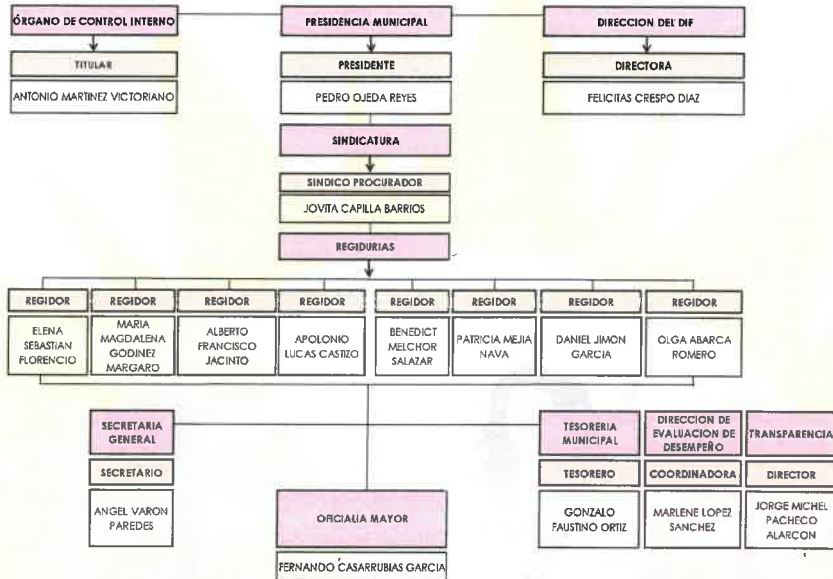 ÓRGANO DE CONTROL INTERNO
PRESIDENCIA MUNICIPAL
DIRECCION DEL DIF
TITULAR
PRESIDENTE
DIRECTORA
ANTONIO MARTINEZ VICTORIANO
PEDRO OJEDA REYES
FELICITAS CRESPO DIAZ
SINDICATURA
SINDICO PROCURADOR
JOVITA CAPILLA BARRIOS
REGIDURIAS
REGIDOR
REGIDOR
REGIDOR
REGIDOR
REGIDOR
REGIDOR
REGIDOR
REGIDOR
ELENA
SEBASTIAN
FLORENCIO
MARIA
MAGDALENA
GODINEZ
MARGARO
ALBERTO
FRANCISCO
JACINTO
APOLONIO
LUCAS CASTIZO
BENEDICT
MELCHOR
SALAZAR
PATRICIA MEJIA
NAVA
DANIEL JIMON
GARCIA
OLGA ABARCA
ROMERO
SECRETARIA
GENERAL
SECRETARIO
ANGEL VARON
PAREDES
OFICIALIA MAYOR
FERNANDO CASARRUBIAS GARCIA
TESORERIA
MUNICIPAL
TESORERO
GONZALO
FAUSTINO ORTIZ
DIRECCION DE
EVALUACION DE
DESEMPEÑO
COORDINADORA
MARLENE LOPEZ
SANCHEZ
TRANSPARENCIA
DIRECTOR
JORGE MICHEL
PACHECO
ALARCON